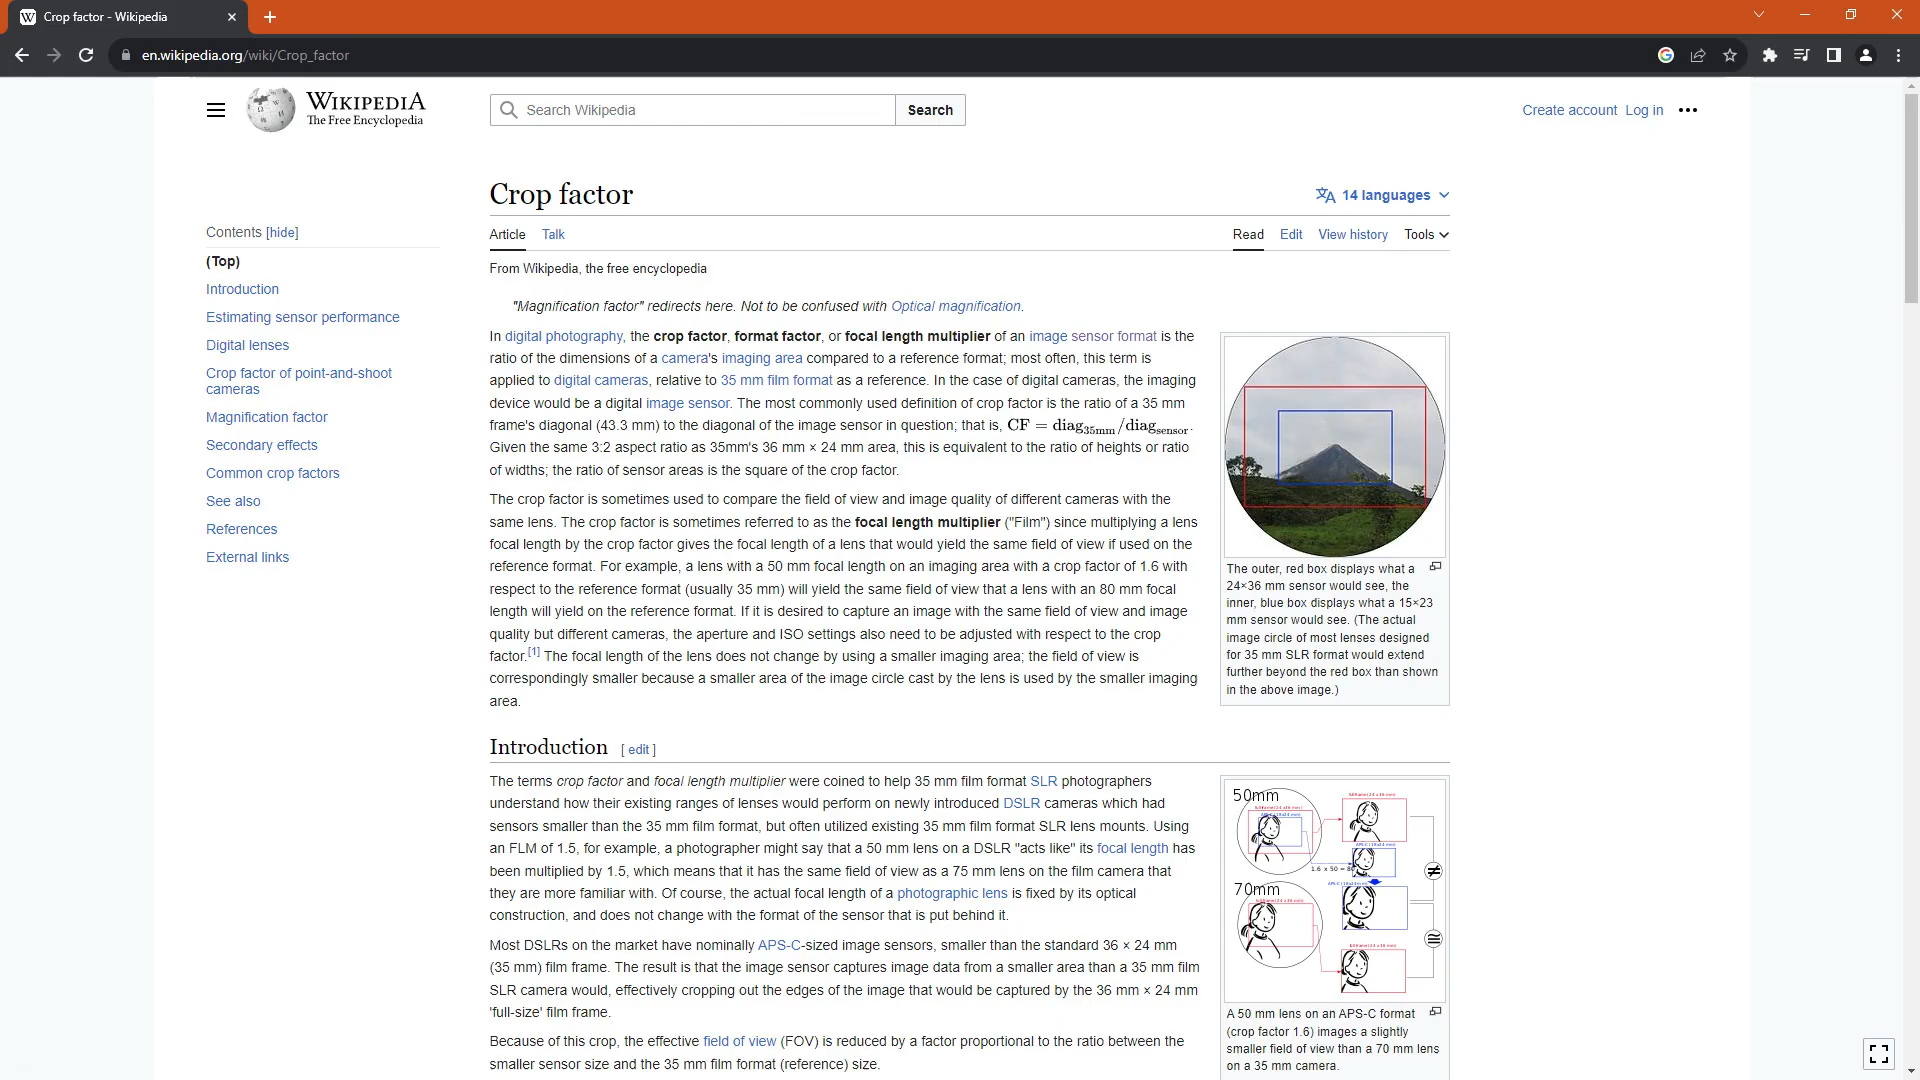 Crop factor - Wikipedia
en.wikipedia.org/wiki/Crop_factor
WIKIPEDIA
The Free Encyclopedia
Search Wikipedia
Search
Create account Log in
Crop factor
14 languages
Article Talk
Read Edit View history Tools
Contents [hide]
(Top)
Introduction
Estimating sensor performance
Digital lenses
Crop factor of point-and-shoot
cameras
Magnification factor
Secondary effects
Common crop factors
See also
References
External links
From Wikipedia, the free encyclopedia
"Magnification factor" redirects here. Not to be confused with Optical magnification.
In digital photography, the crop factor, format factor, or focal length multiplier of an image sensor format is the
ratio of the dimensions of a camera's imaging area compared to a reference format; most often, this term is
applied to digital cameras, relative to 35 mm film format as a reference. In the case of digital cameras, the imaging
device would be a digital image sensor. The most commonly used definition of crop factor is the ratio of a 35 mm
frame's diagonal (43.3 mm) to the diagonal of the image sensor in question; that is, CF = diag35mm/diagsensor.
Given the same 3:2 aspect ratio as 35mm's 36 mm × 24 mm area, this is equivalent to the ratio of heights or ratio
of widths; the ratio of sensor areas is the square of the crop factor.
The crop factor is sometimes used to compare the field of view and image quality of different cameras with the
same lens. The crop factor is sometimes referred to as the focal length multiplier ("Film") since multiplying a lens
focal length by the crop factor gives the focal length of a lens that would yield the same field of view if used on the
reference format. For example, a lens with a 50 mm focal length on an imaging area with a crop factor of 1.6 with
respect to the reference format (usually 35 mm) will yield the same field of view that a lens with an 80 mm focal
length will yield on the reference format. If it is desired to capture an image with the same field of view and image
quality but different cameras, the aperture and ISO settings also need to be adjusted with respect to the crop
factor.[1] The focal length of the lens does not change by using a smaller imaging area; the field of view is
correspondingly smaller because a smaller area of the image circle cast by the lens is used by the smaller imaging
area.
The outer, red box displays what a
24×36 mm sensor would see, the
inner, blue box displays what a 15×23
mm sensor would see. (The actual
image circle of most lenses designed
for 35 mm SLR format would extend
further beyond the red box than shown
in the above image.)
Introduction [ edit ]
The terms crop factor and focal length multiplier were coined to help 35 mm film format SLR photographers
understand how their existing ranges of lenses would perform on newly introduced DSLR cameras which had
sensors smaller than the 35 mm film format, but often utilized existing 35 mm film format SLR lens mounts. Using
an FLM of 1.5, for example, a photographer might say that a 50 mm lens on a DSLR "acts like" its focal length has
been multiplied by 1.5, which means that it has the same field of view as a 75 mm lens on the film camera that
they are more familiar with. Of course, the actual focal length of a photographic lens is fixed by its optical
construction, and does not change with the format of the sensor that is put behind it.
Most DSLRs on the market have nominally APS-C-sized image sensors, smaller than the standard 36 × 24 mm
(35 mm) film frame. The result is that the image sensor captures image data from a smaller area than a 35 mm film
SLR camera would, effectively cropping out the edges of the image that would be captured by the 36 mm × 24 mm
'full-size' film frame.
Because of this crop, the effective field of view (FOV) is reduced by a factor proportional to the ratio between the
smaller sensor size and the 35 mm film format (reference) size.
50mm
1.6 x 50 = 80
70mm
≠
≅
A 50 mm lens on an APS-C format
(crop factor 1.6) images a slightly
smaller field of view than a 70 mm lens
on a 35 mm camera.